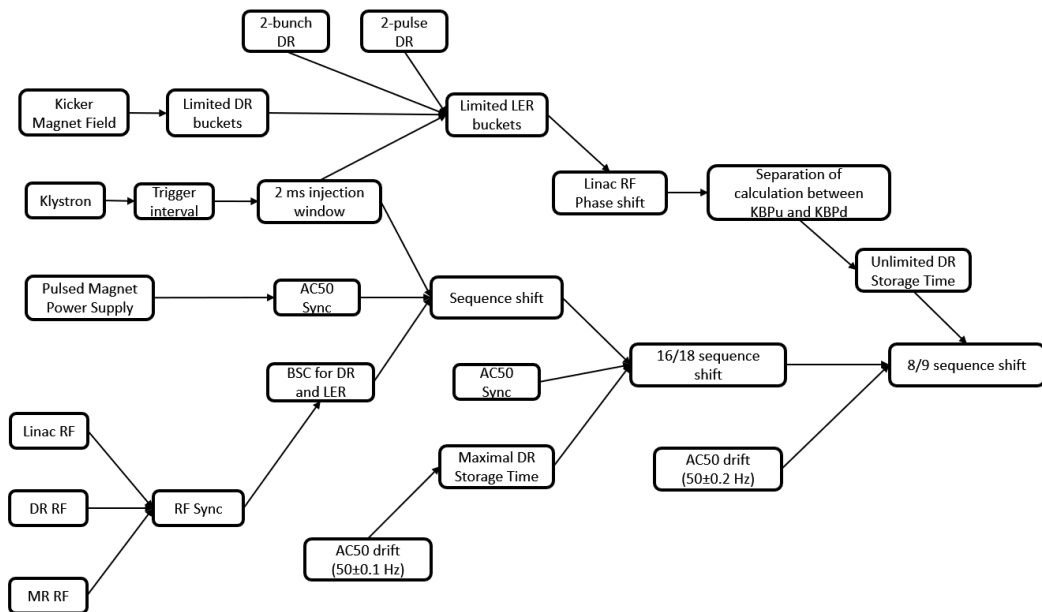 2-bunch
DR
2-pulse
DR
Kicker
Magnet Field
Limited DR
buckets
Limited LER
buckets
Klystron
Trigger
interval
2 ms injection
window
Linac RF
Phase shift
Separation of
calculation between
KBPu and KBPd
Unlimited DR
Storage Time
Pulsed Magnet
Power Supply
AC50
Sync
Sequence shift
BSC for DR
and LER
AC50
Sync
16/18 sequence
shift
8/9 sequence shift
Linac RF
DR RF
MR RF
RF Sync
Maximal DR
Storage Time
AC50 drift
(50±0.2 Hz)
AC50 drift
(50±0.1 Hz)